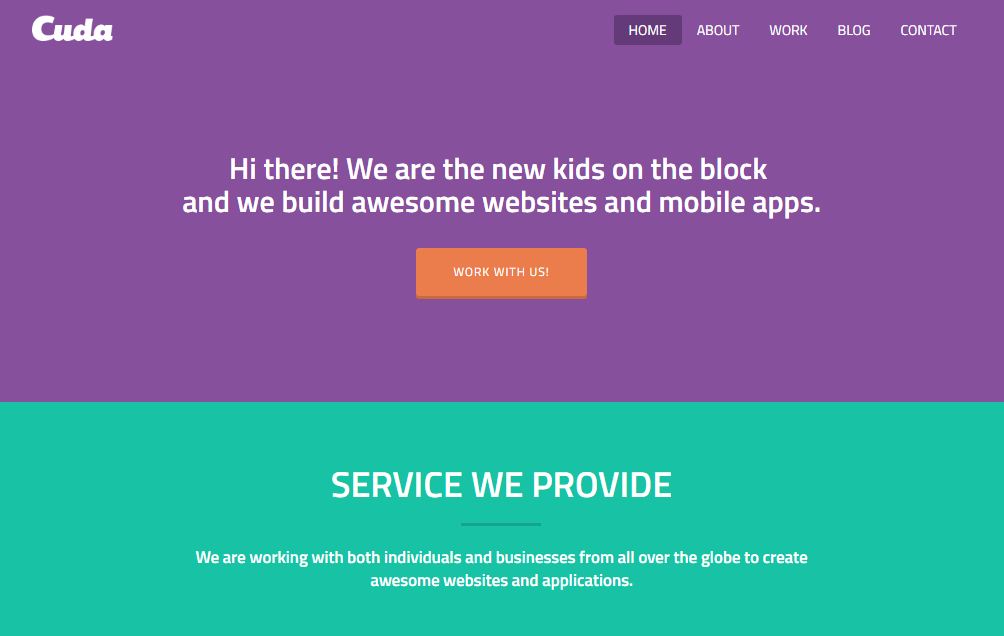 Cuda
HOME ABOUT WORK BLOG CONTACT
Hi there! We are the new kids on the block
and we build awesome websites and mobile apps.
WORK WITH US!
SERVICE WE PROVIDE
We are working with both individuals and businesses from all over the globe to create
awesome websites and applications.